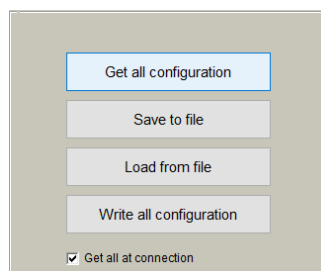 Get all configuration
Save to file
Load from file
Write all configuration
Get all at connection